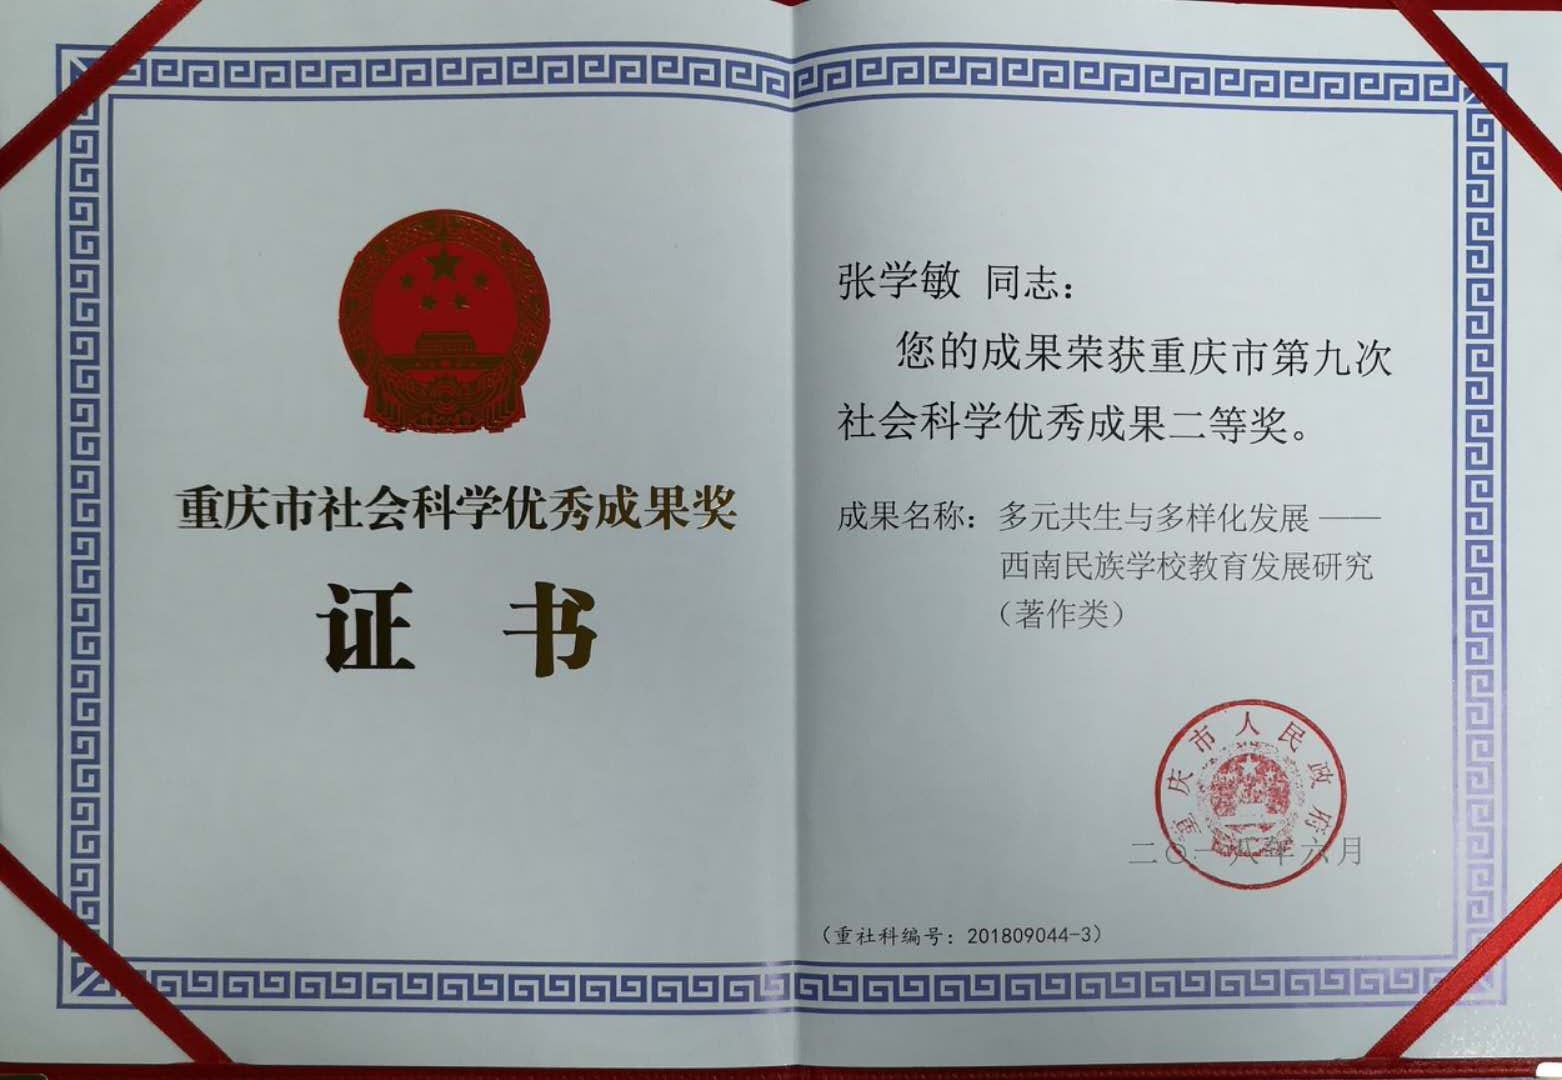 重庆市社会科学优秀成果奖
证 书
张学敏 同志：
您的成果荣获重庆市第九次
社会科学优秀成果二等奖。
成果名称：多元共生与多样化发展——
西南民族学校教育发展研究
（著作类）
重庆市人民政府
二〇一八年六月
（重社科编号：201809044-3）